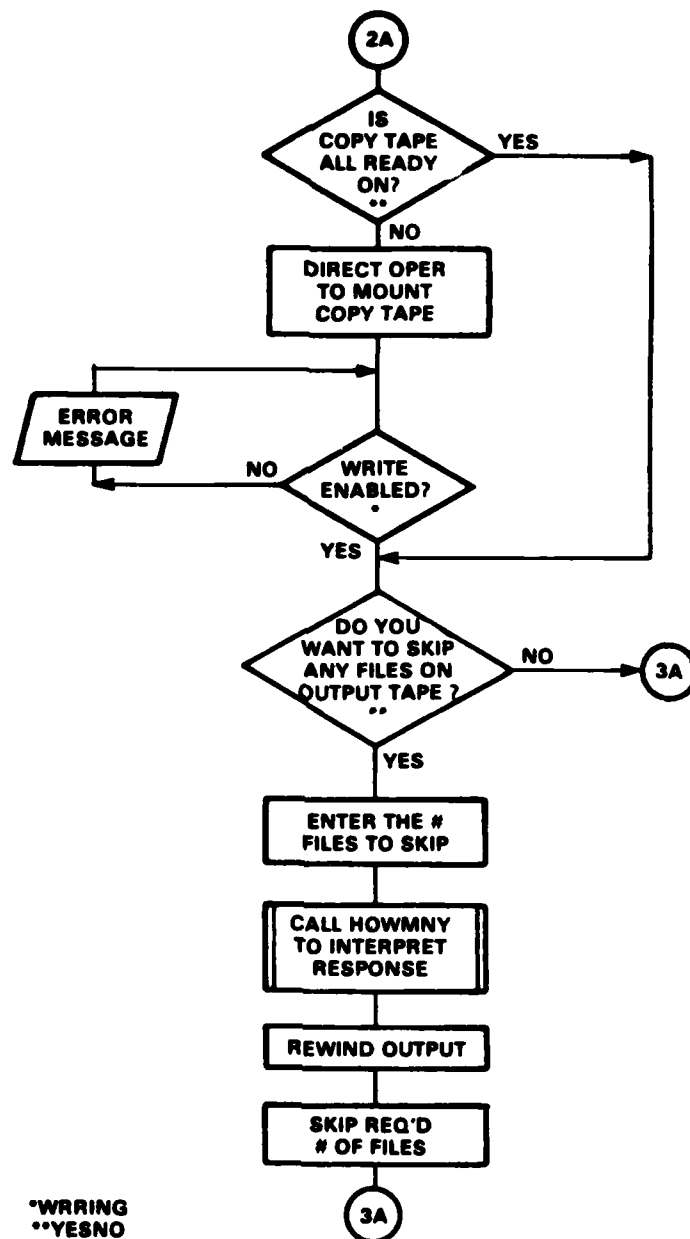 2A
IS
COPY TAPE
ALL READY
ON?
**
YES
NO
DIRECT OPER
TO MOUNT
COPY TAPE
ERROR
MESSAGE
NO
WRITE
ENABLED?
*
YES
DO YOU
WANT TO SKIP
ANY FILES ON
OUTPUT TAPE ?
**
NO
3A
YES
ENTER THE #
FILES TO SKIP
CALL HOWMNY
TO INTERPRET
RESPONSE
REWIND OUTPUT
SKIP REQ'D
# OF FILES
3A
*WRRING
**YESNO